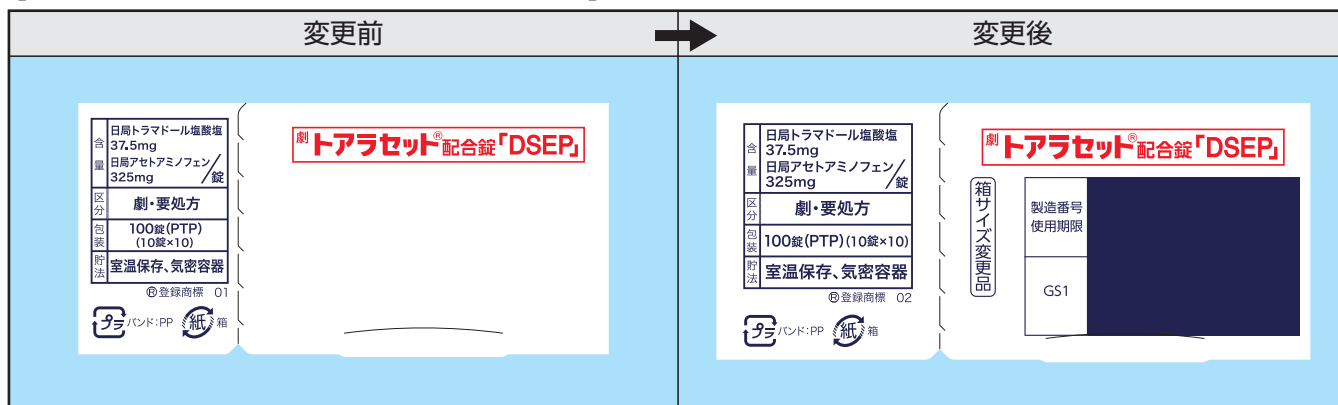 変更前
変更後
含量
日局トラマドール塩酸塩
37.5mg
日局アセトアミノフェン
325mg /錠
区分
劇・要処方
包装
100錠(PTP)
(10錠×10)
貯法
室温保存、気密容器
®登録商標 01
プラ バンド:PP 紙 箱
劇 トアラセット®配合錠「DSEP」
含量
日局トラマドール塩酸塩
37.5mg
日局アセトアミノフェン
325mg /錠
区分
劇・要処方
包装
100錠(PTP)(10錠×10)
貯法
室温保存、気密容器
®登録商標 02
プラ バンド:PP 紙 箱
劇 トアラセット®配合錠「DSEP」
箱サイズ変更品
製造番号
使用期限
GS1